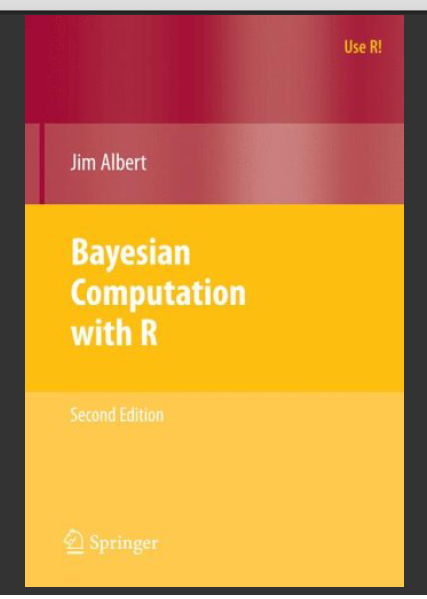 Use R!
Jim Albert
Bayesian
Computation
with R
Second Edition
Springer